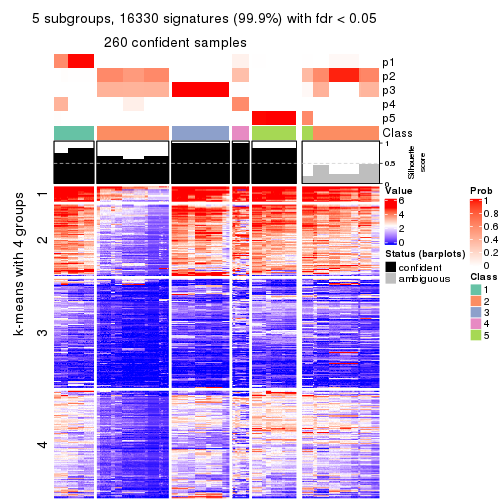 5 subgroups, 16330 signatures (99.9%) with fdr < 0.05
260 confident samples
p1
p2
p3
p4
p5
Class
1
0.5
0
Silhouette
score
k-means with 4 groups
1
2
3
4
Value
6
4
2
0
Status (barplots)
confident
ambiguous
Prob
1
0.8
0.6
0.4
0.2
0
Class
1
2
3
4
5